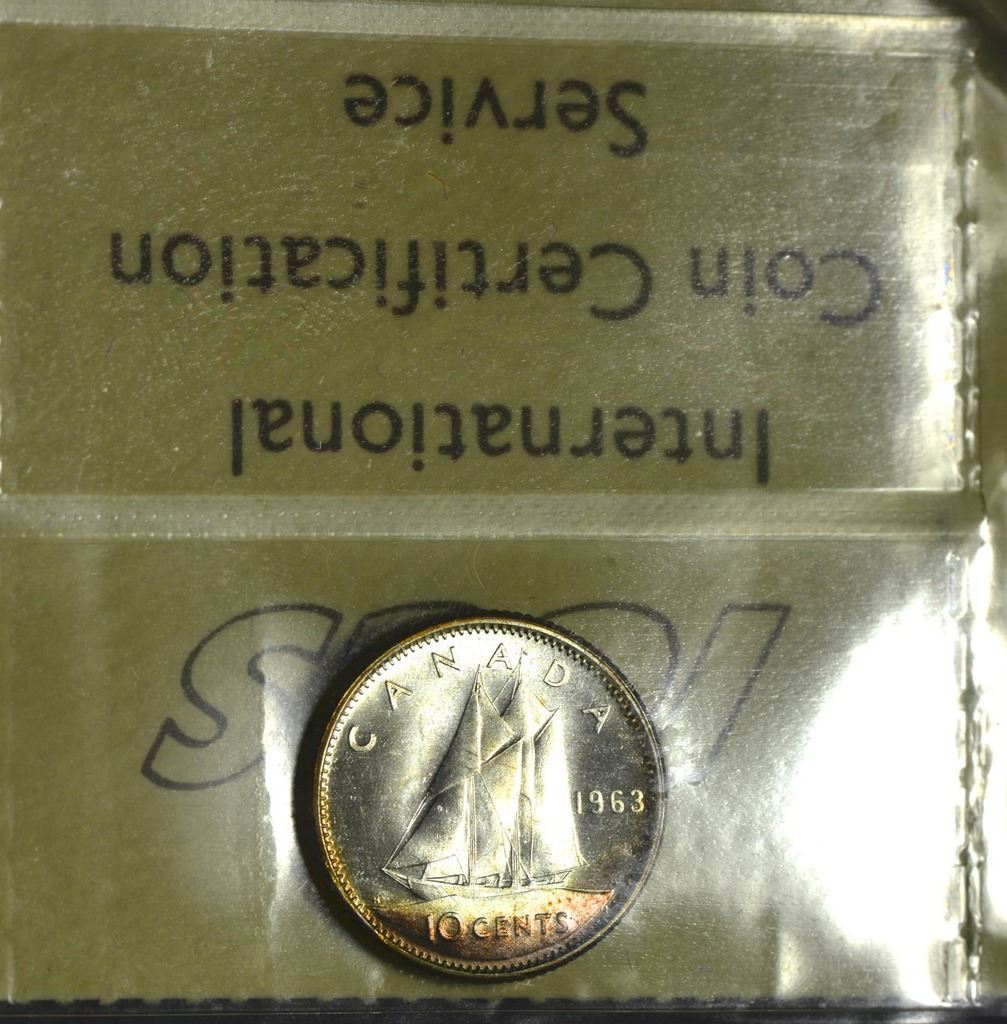 International
Coin Certification
Service
ICCS
CANADA
1963
10 CENTS